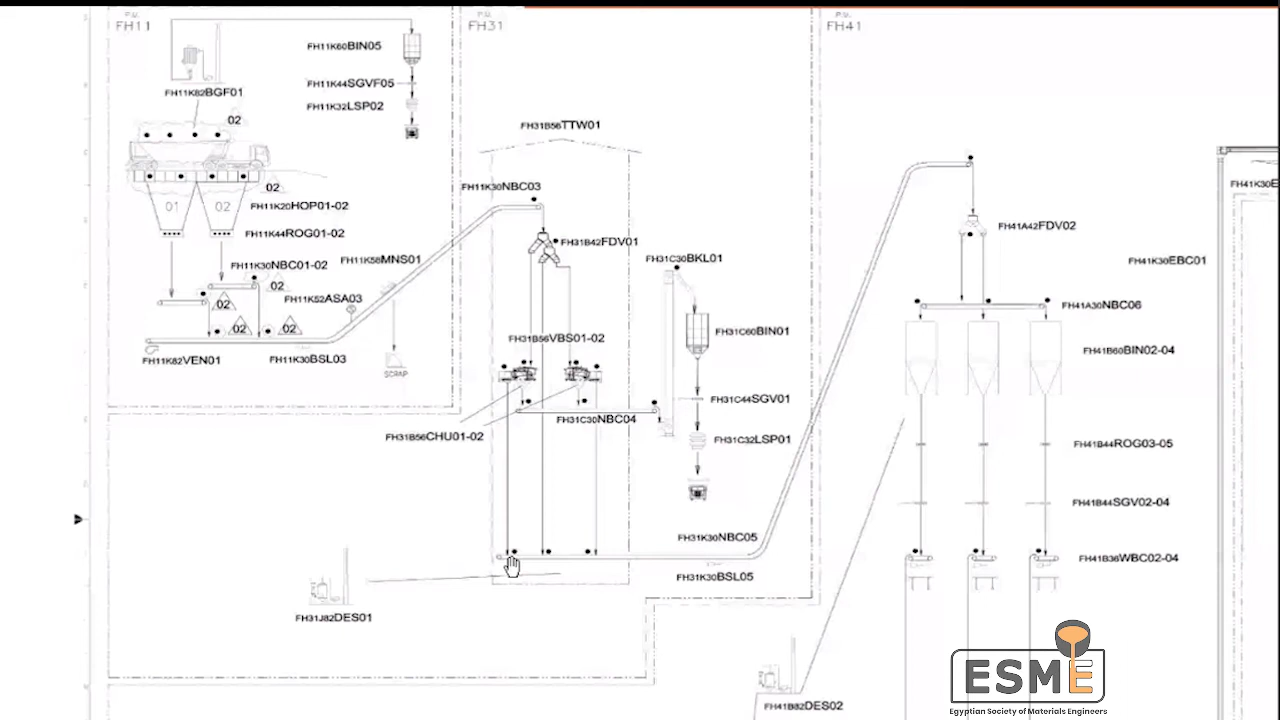 P.M.
FH11
FH11K60BIN05
FH11K44SGVF05
FH11K32LSP02
FH11K82BGF01
02
02
01
02
FH11K20HOP01-02
FH11K44ROG01-02
FH11K30NBC01-02
02
02
02
02
FH11K52ASA03
FH11K58MNS01
FH11K82VEN01
FH11K30BSL03
SCRAP
P.M.
FH31
FH31B56TTW01
FH11K30NBC03
FH31B42FDV01
FH31C30BKL01
FH31C60BIN01
FH31B56VBS01-02
FH31C44SGV01
FH31C30NBC04
FH31B56CHU01-02
FH31C32LSP01
FH31K30NBC05
FH31K30BSL05
FH31J82DES01
P.M.
FH41
FH41A42FDV02
FH41K30EBC01
FH41K30E
FH41A30NBC06
FH41B60BIN02-04
FH41B44ROG03-05
FH41B44SGV02-04
FH41B36WBC02-04
FH41B82DES02
ESME
Egyptian Society of Materials Engineers